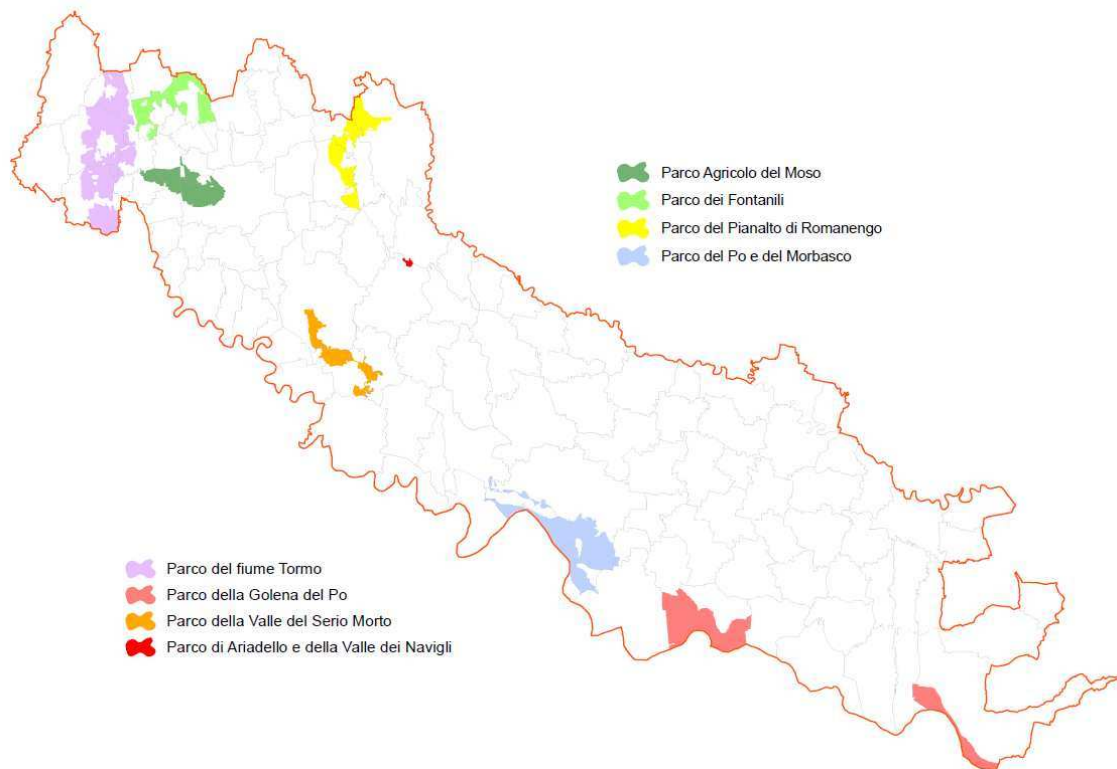 Parco Agricolo del Moso
Parco dei Fontanili
Parco del Pianalto di Romanengo
Parco del Po e del Morbasco
Parco del fiume Tormo
Parco della Golena del Po
Parco della Valle del Serio Morto
Parco di Ariadello e della Valle dei Navigli